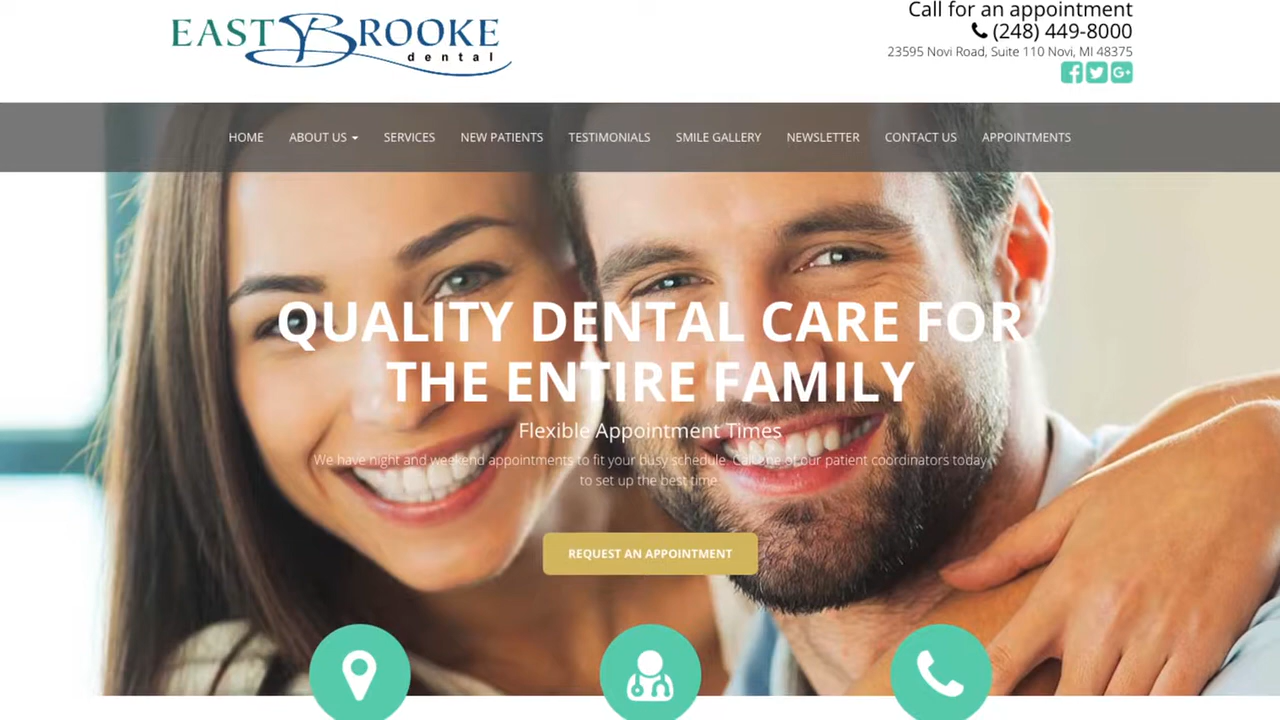 EAST BROOKE
dental
Call for an appointment
(248) 449-8000
23595 Novi Road, Suite 110 Novi, MI 48375
HOME ABOUT US SERVICES NEW PATIENTS TESTIMONIALS SMILE GALLERY NEWSLETTER CONTACT US APPOINTMENTS
QUALITY DENTAL CARE FOR
THE ENTIRE FAMILY
Flexible Appointment Times
We have night and weekend appointments to fit your busy schedule. Call one of our patient coordinators today
to set up the best time
REQUEST AN APPOINTMENT